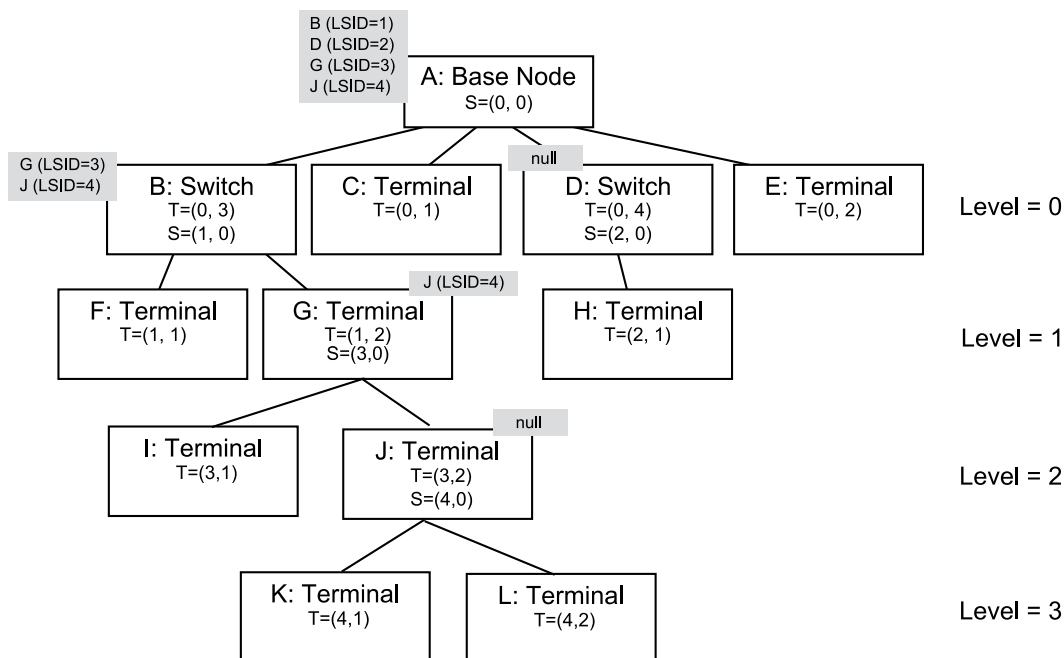 B (LSID=1)
D (LSID=2)
G (LSID=3)
J (LSID=4)
A: Base Node
S=(0, 0)
G (LSID=3)
J (LSID=4)
B: Switch
T=(0, 3)
S=(1, 0)
C: Terminal
T=(0, 1)
null
D: Switch
T=(0, 4)
S=(2, 0)
E: Terminal
T=(0, 2)
Level = 0
F: Terminal
T=(1, 1)
J (LSID=4)
G: Terminal
T=(1, 2)
S=(3,0)
H: Terminal
T=(2, 1)
Level = 1
I: Terminal
T=(3,1)
null
J: Terminal
T=(3,2)
S=(4,0)
Level = 2
K: Terminal
T=(4,1)
L: Terminal
T=(4,2)
Level = 3